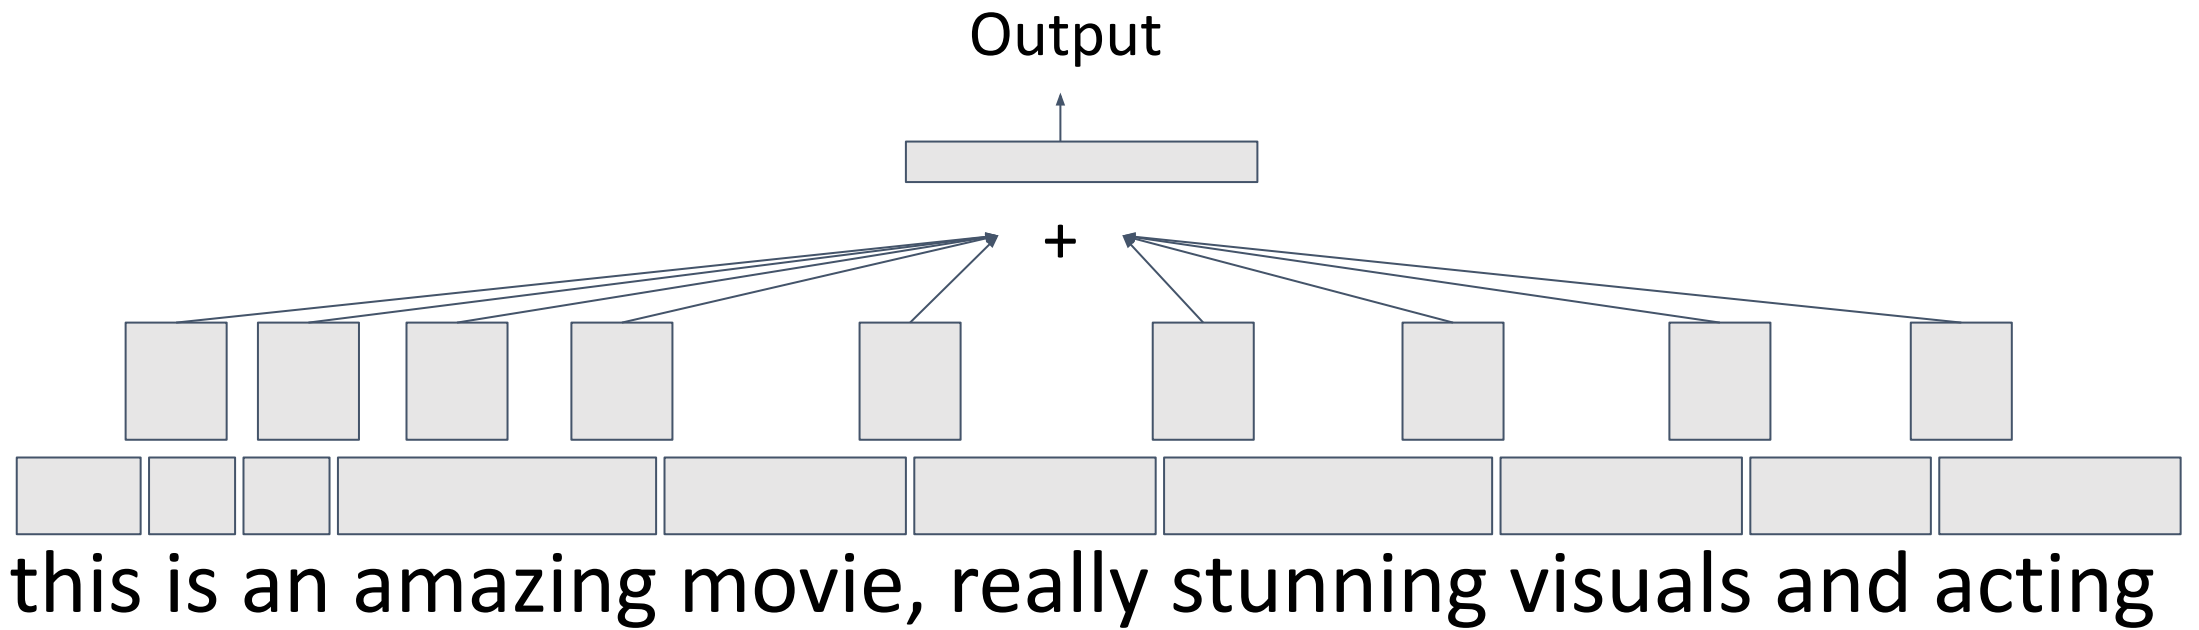 Output
+
this is an amazing movie, really stunning visuals and acting